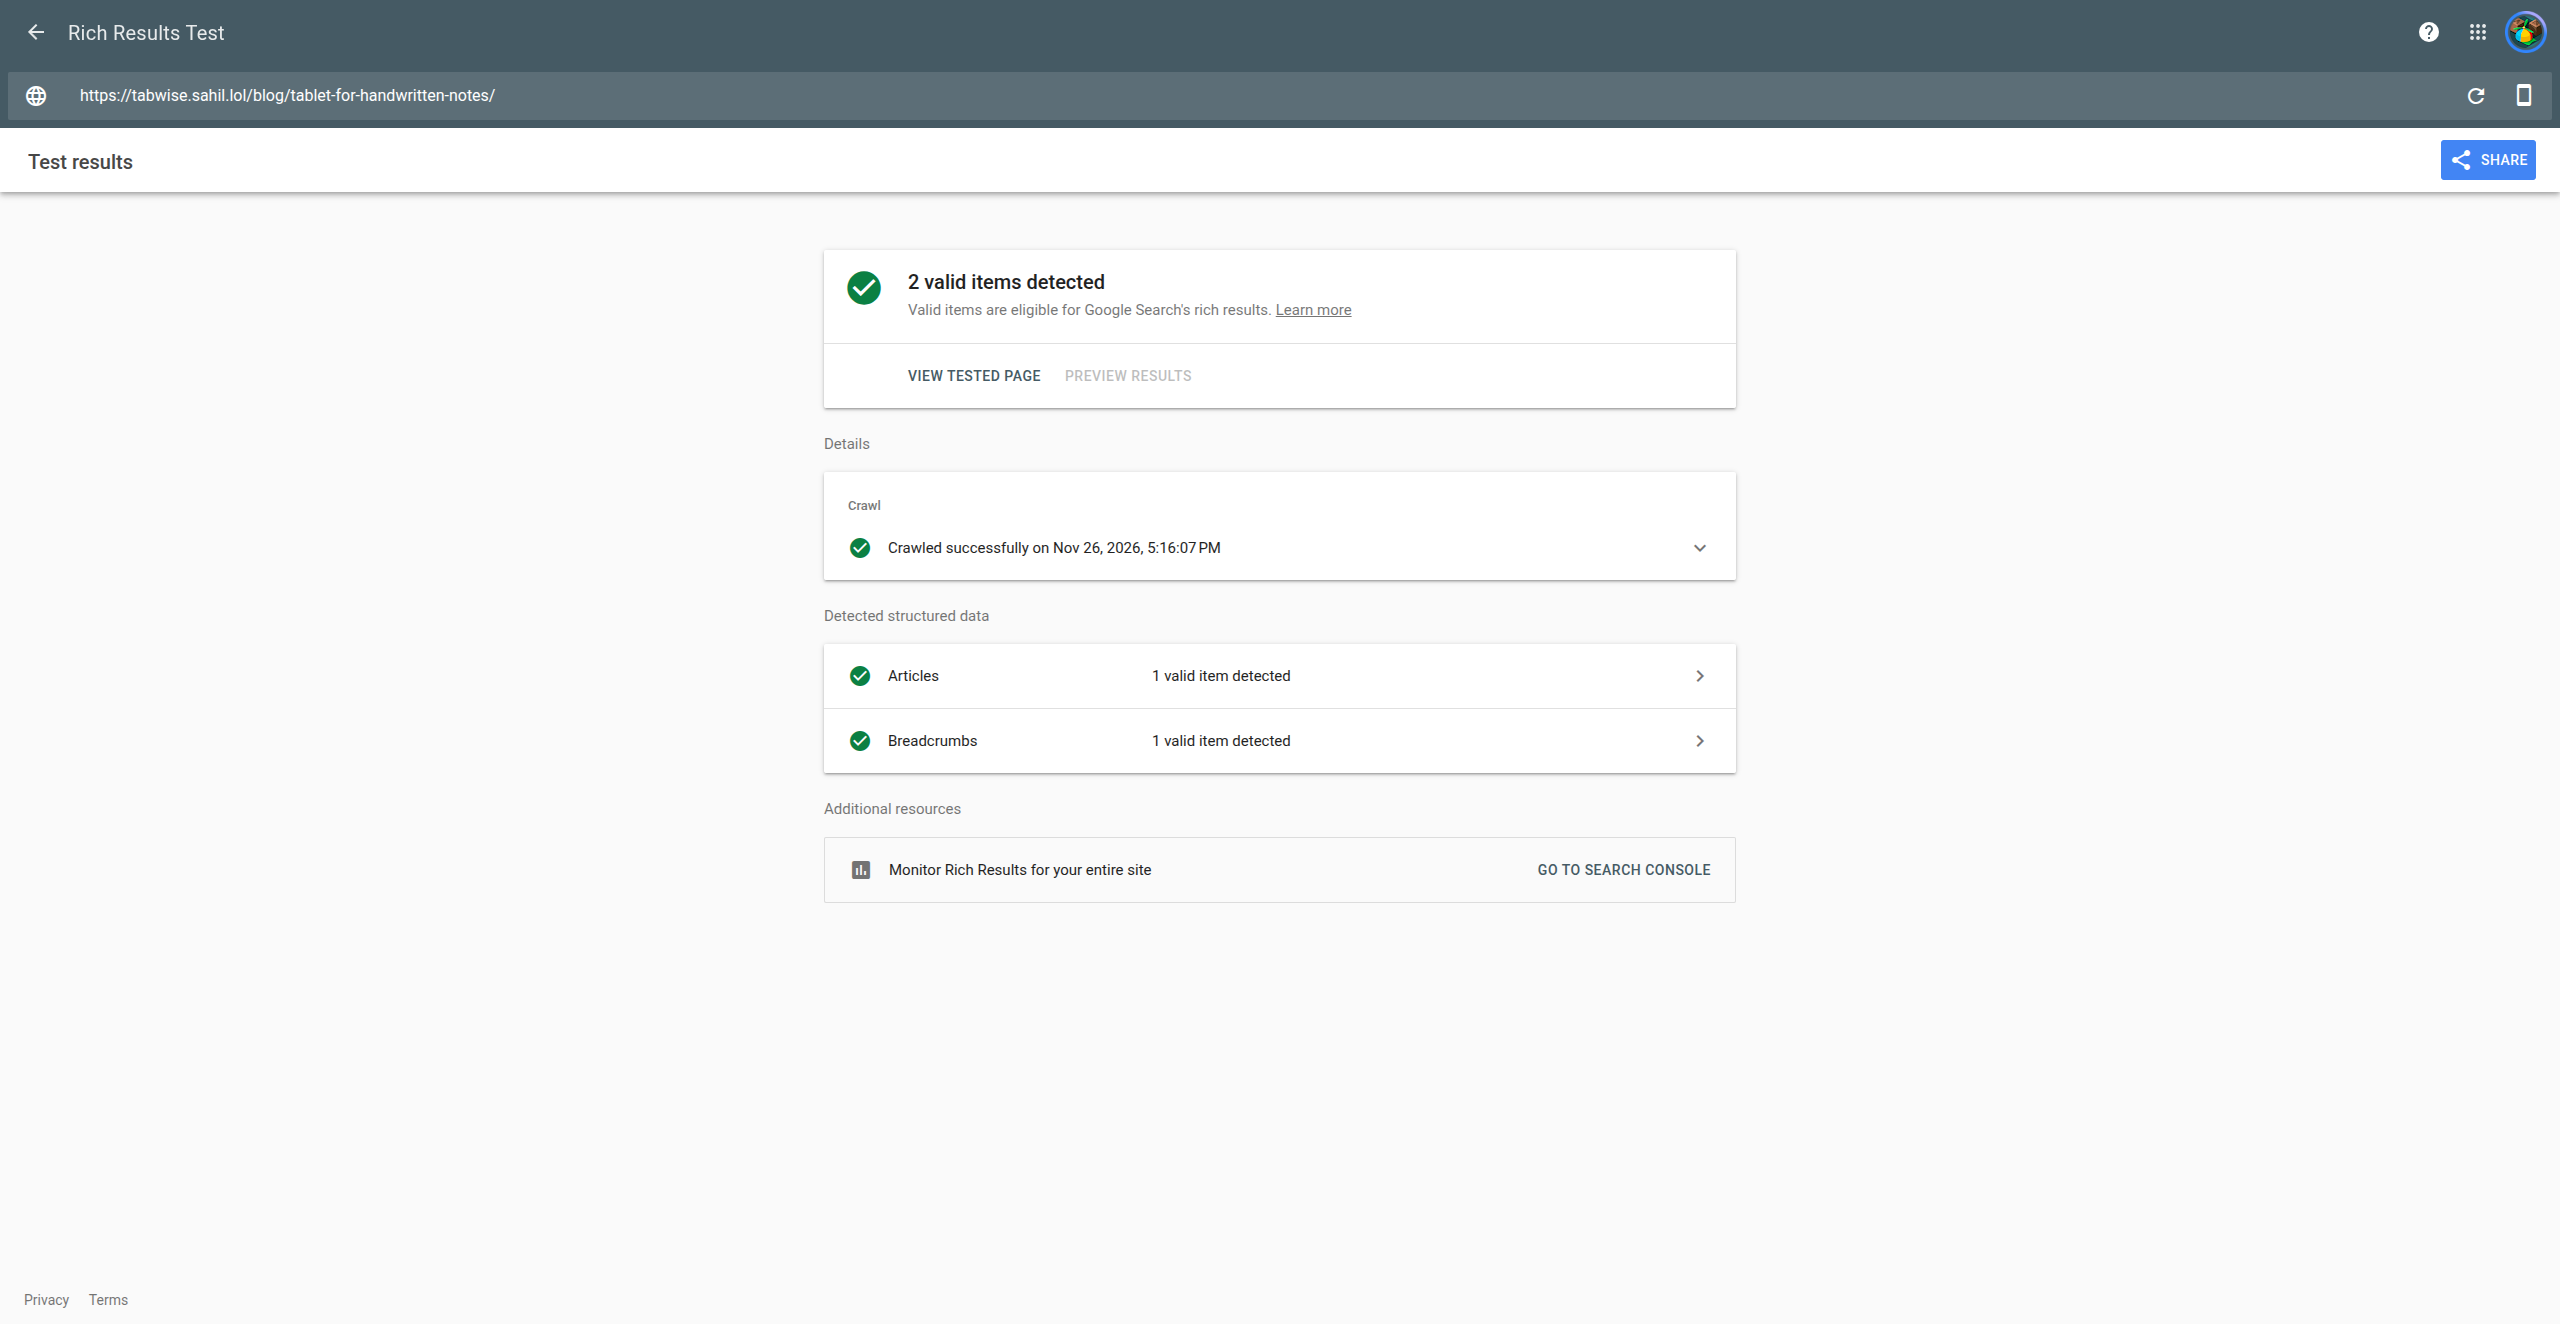 Rich Results Test
https://tabwise.sahil.lol/blog/tablet-for-handwritten-notes/
Test results
SHARE
2 valid items detected
Valid items are eligible for Google Search's rich results. Learn more
VIEW TESTED PAGE PREVIEW RESULTS
Details
Crawl
Crawled successfully on Nov 26, 2026, 5:16:07 PM
Detected structured data
Articles 1 valid item detected
Breadcrumbs 1 valid item detected
Additional resources
Monitor Rich Results for your entire site GO TO SEARCH CONSOLE
Privacy Terms